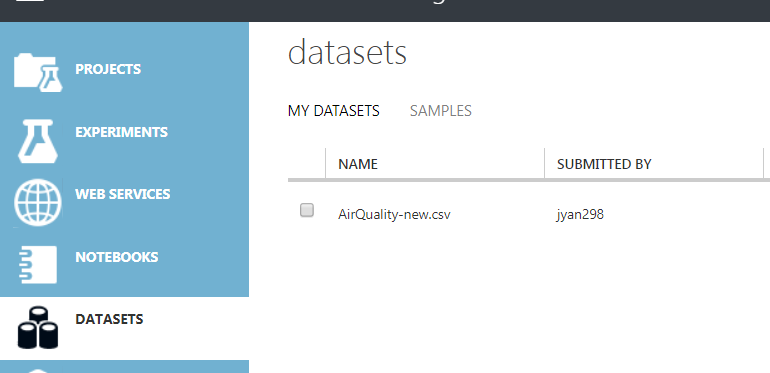 PROJECTS
EXPERIMENTS
WEB SERVICES
NOTEBOOKS
DATASETS
datasets
MY DATASETS SAMPLES
NAME SUBMITTED BY
AirQuality-new.csv jyan298